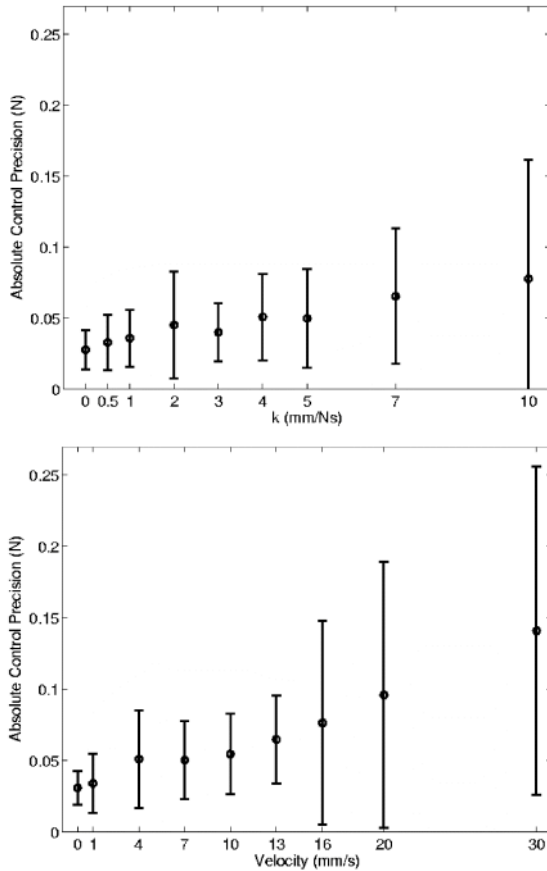 0.25
0.2
0.15
0.1
0.05
0
Absolute Control Precision (N)
0 0.5 1 2 3 4 5 7 10
k (mm/Ns)
0.25
0.2
0.15
0.1
0.05
0
Absolute Control Precision (N)
0 1 4 7 10 13 16 20 30
Velocity (mm/s)